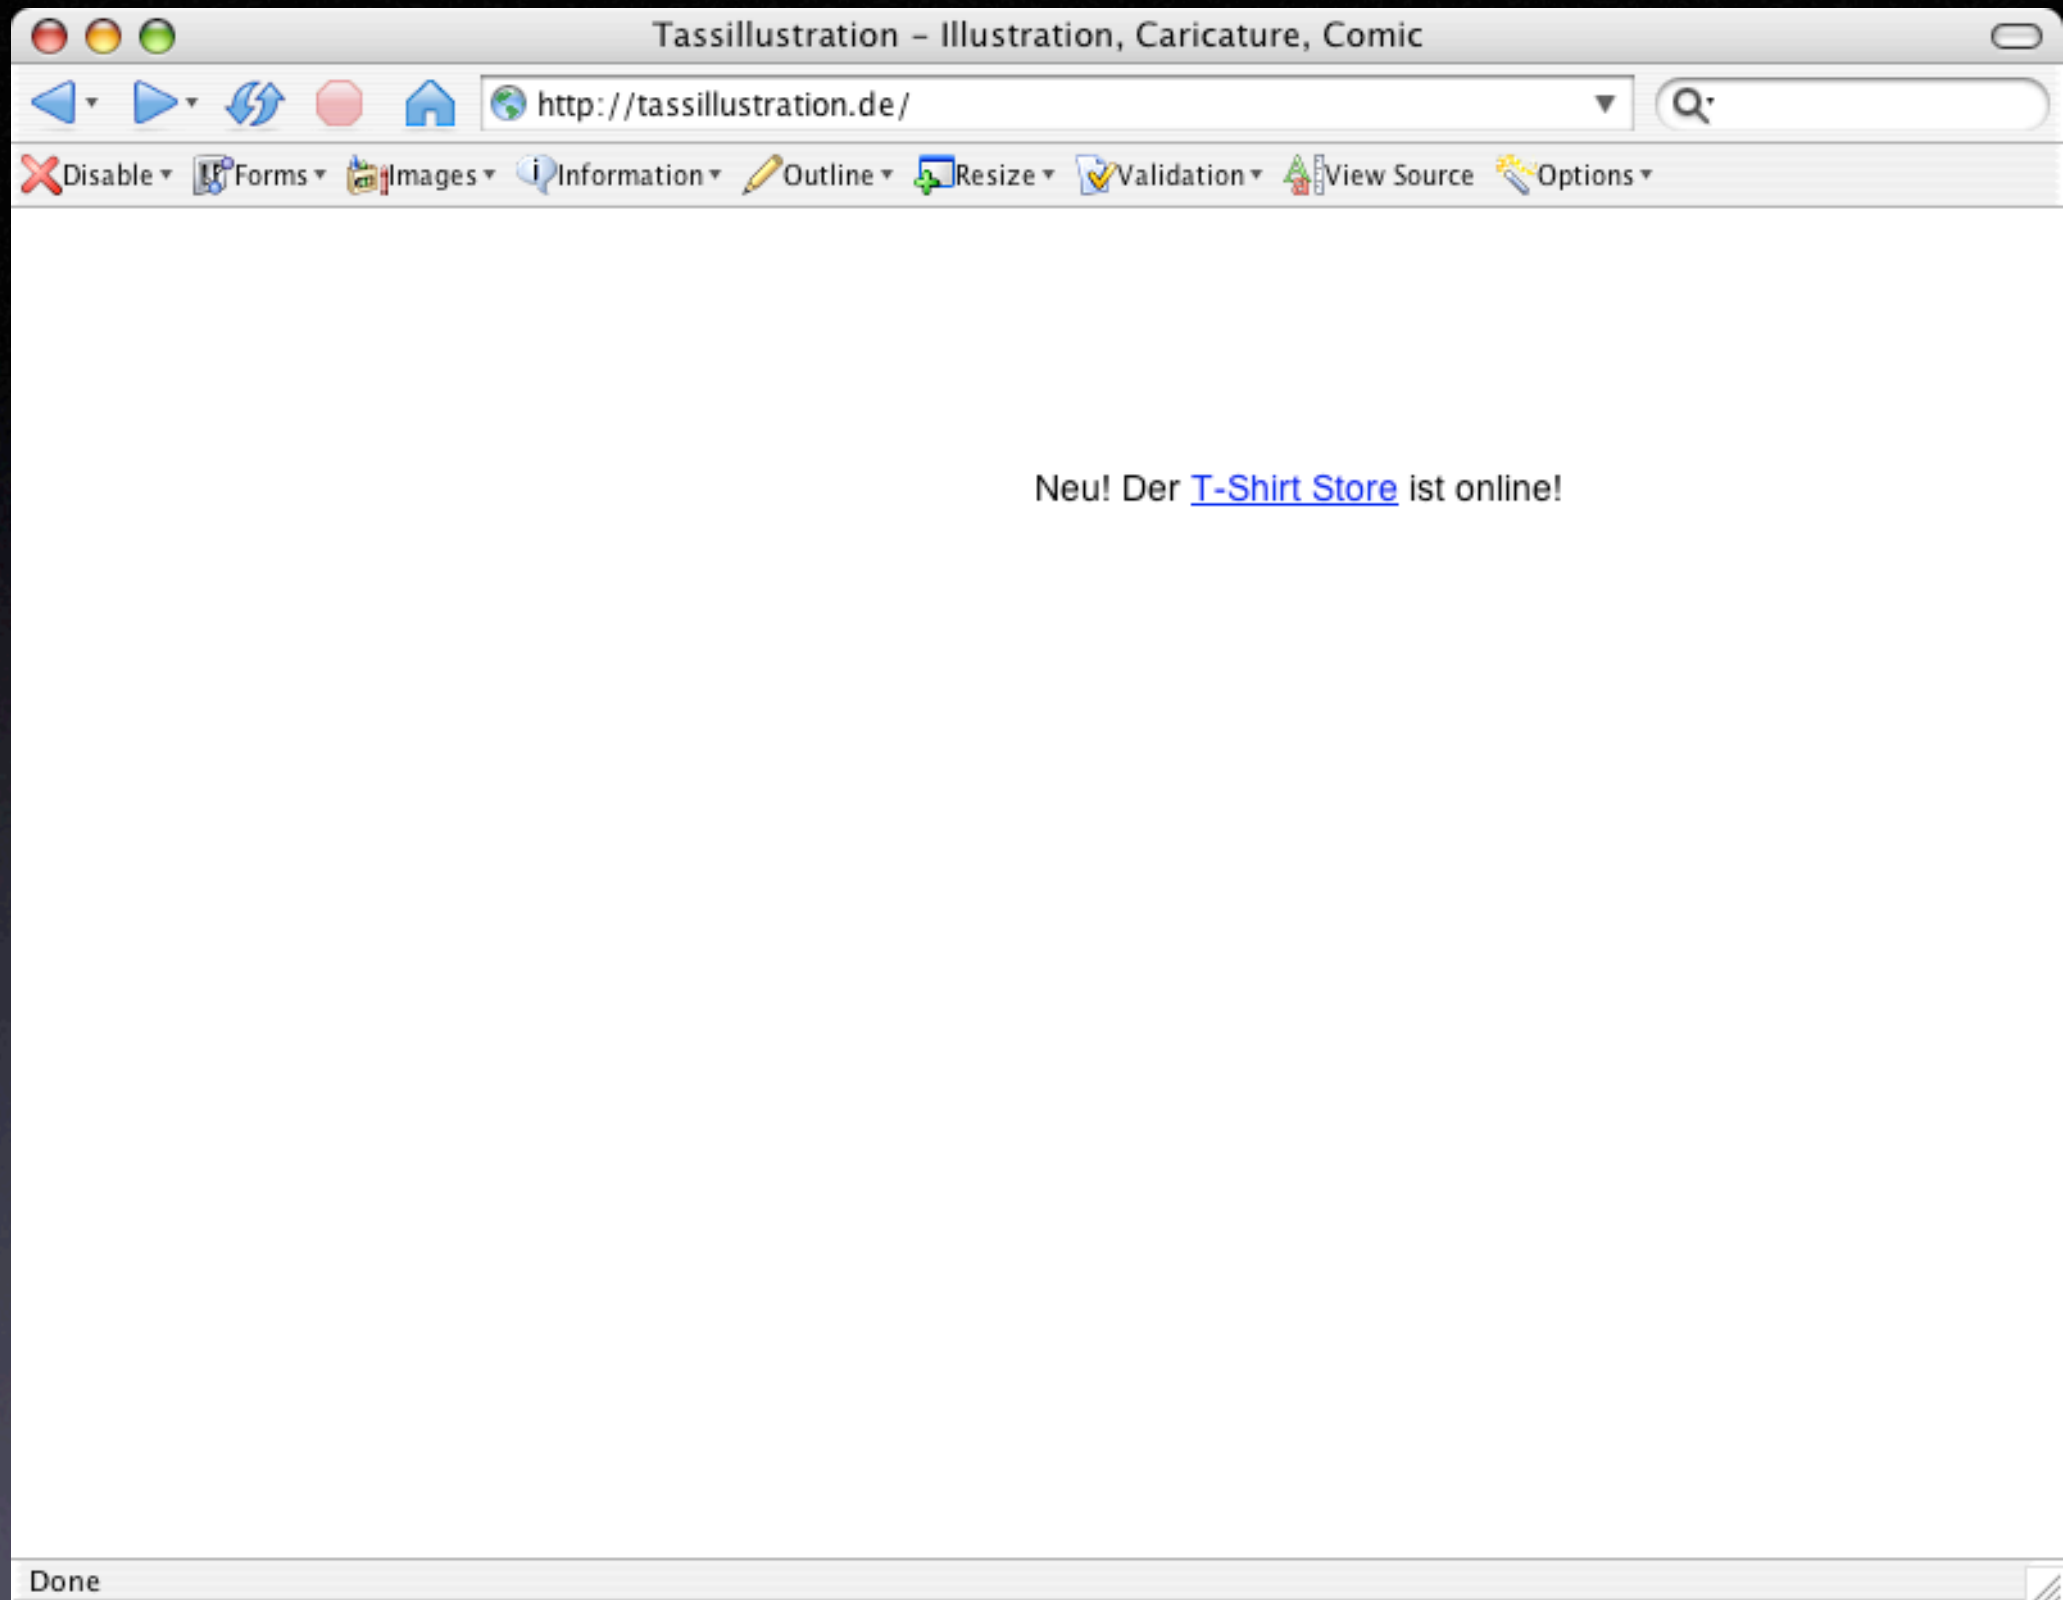 Tassillustration – Illustration, Caricature, Comic
http://tassillustration.de/
Disable Forms Images Information Outline Resize Validation View Source Options
Neu! Der T-Shirt Store ist online!
Done